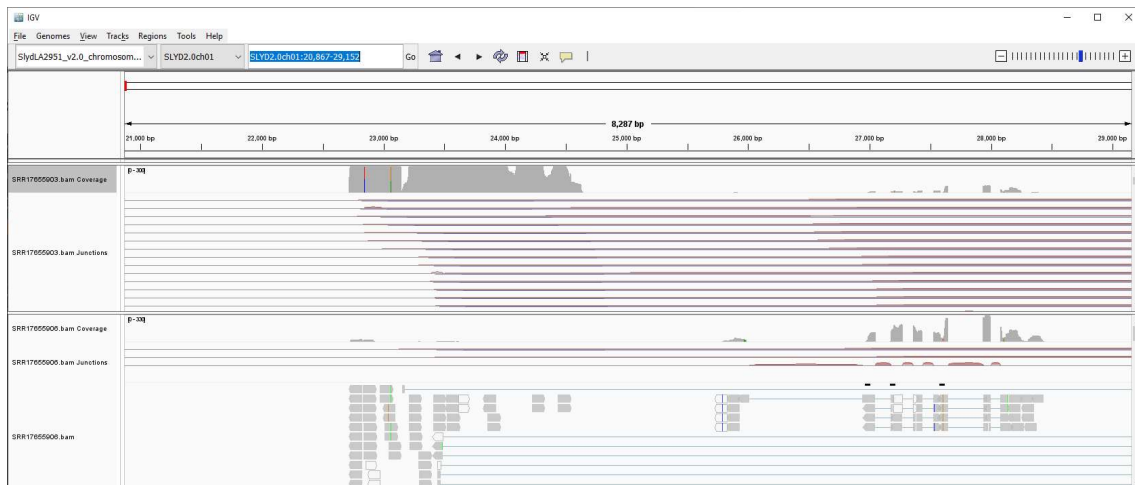 IGV
File Genomes View Tracks Regions Tools Help
SlydLA2951_v2.0_chromosom... SLYD2.0ch01 SLYD2.0ch01:20,867-29,152 Go
8,287 bp
21,000 bp 22,000 bp 23,000 bp 24,000 bp 25,000 bp 26,000 bp 27,000 bp 28,000 bp 29,000 bp
[0 - 300]
SRR17655903.bam Coverage
SRR17655903.bam Junctions
[0 - 300]
SRR17655906.bam Coverage
SRR17655906.bam Junctions
SRR17655906.bam